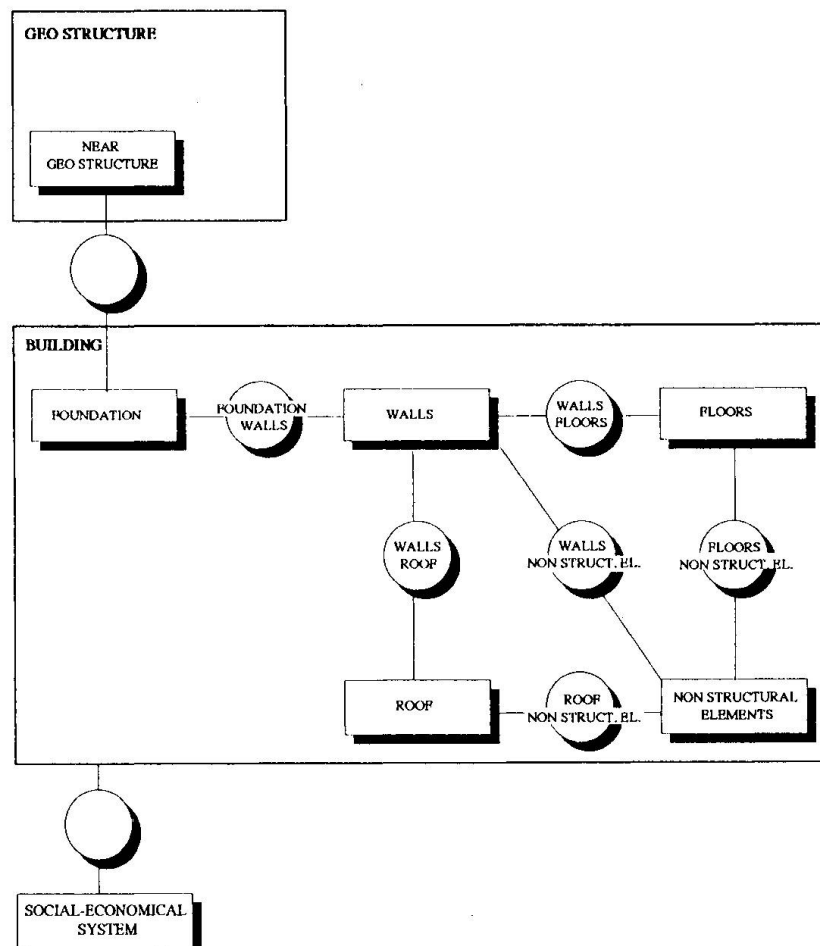 GEO STRUCTURE
NEAR
GEO STRUCTURE
BUILDING
FOUNDATION
FOUNDATION
WALLS
WALLS
WALLS
FLOORS
FLOORS
WALLS
ROOF
WALLS
NON STRUCT. EL.
FLOORS
NON STRUCT. EL.
ROOF
ROOF
NON STRUCT. EL.
NON STRUCTURAL
ELEMENTS
SOCIAL-ECONOMICAL
SYSTEM